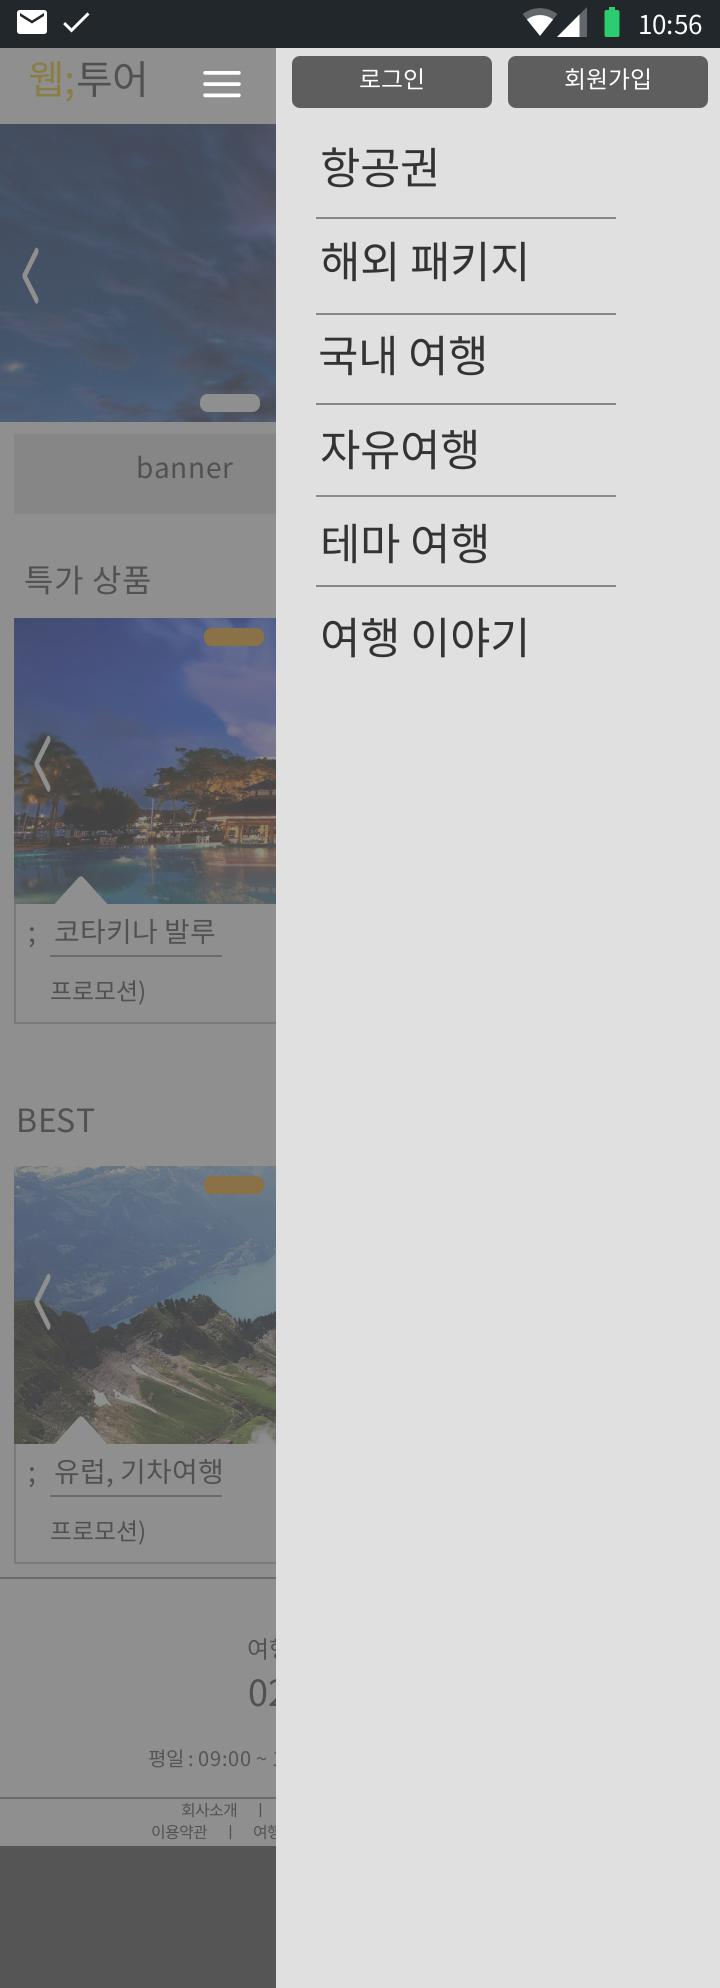 10:56
웹;투어
로그인
회원가입
항공권
해외 패키지
국내 여행
자유여행
테마 여행
여행 이야기
banner
특가 상품
; 코타키나 발루
프로모션)
BEST
; 유럽, 기차여행
프로모션)
02
평일 : 09:00 ~
회사소개 |
이용약관 |